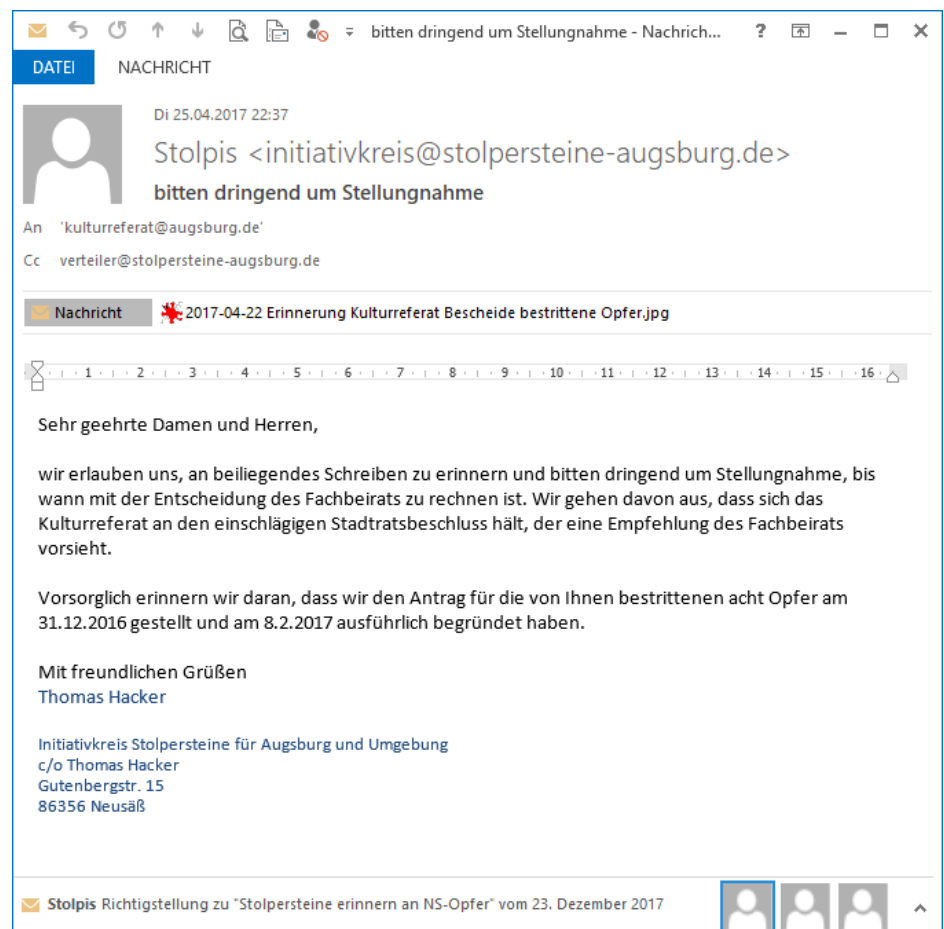 bitten dringend um Stellungnahme - Nachrich... ?
DATEI NACHRICHT
Di 25.04.2017 22:37
Stolpis <initiativkreis@stolpersteine-augsburg.de>
bitten dringend um Stellungnahme
An 'kulturreferat@augsburg.de'
Cc verteiler@stolpersteine-augsburg.de
Nachricht 2017-04-22 Erinnerung Kulturreferat Bescheide bestrittene Opfer.jpg
1 2 3 4 5 6 7 8 9 10 11 12 13 14 15 16
Sehr geehrte Damen und Herren,
wir erlauben uns, an beiliegendes Schreiben zu erinnern und bitten dringend um Stellungnahme, bis
wann mit der Entscheidung des Fachbeirats zu rechnen ist. Wir gehen davon aus, dass sich das
Kulturreferat an den einschlägigen Stadtratsbeschluss hält, der eine Empfehlung des Fachbeirats
vorsieht.
Vorsorglich erinnern wir daran, dass wir den Antrag für die von Ihnen bestrittenen acht Opfer am
31.12.2016 gestellt und am 8.2.2017 ausführlich begründet haben.
Mit freundlichen Grüßen
Thomas Hacker
Initiativkreis Stolpersteine für Augsburg und Umgebung
c/o Thomas Hacker
Gutenbergstr. 15
86356 Neusäß
Stolpis Richtigstellung zu "Stolpersteine erinnern an NS-Opfer" vom 23. Dezember 2017